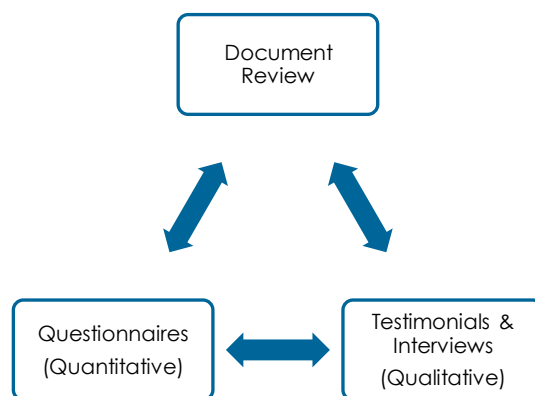 Document
Review
Questionnaires
(Quantitative)
Testimonials &
Interviews
(Qualitative)